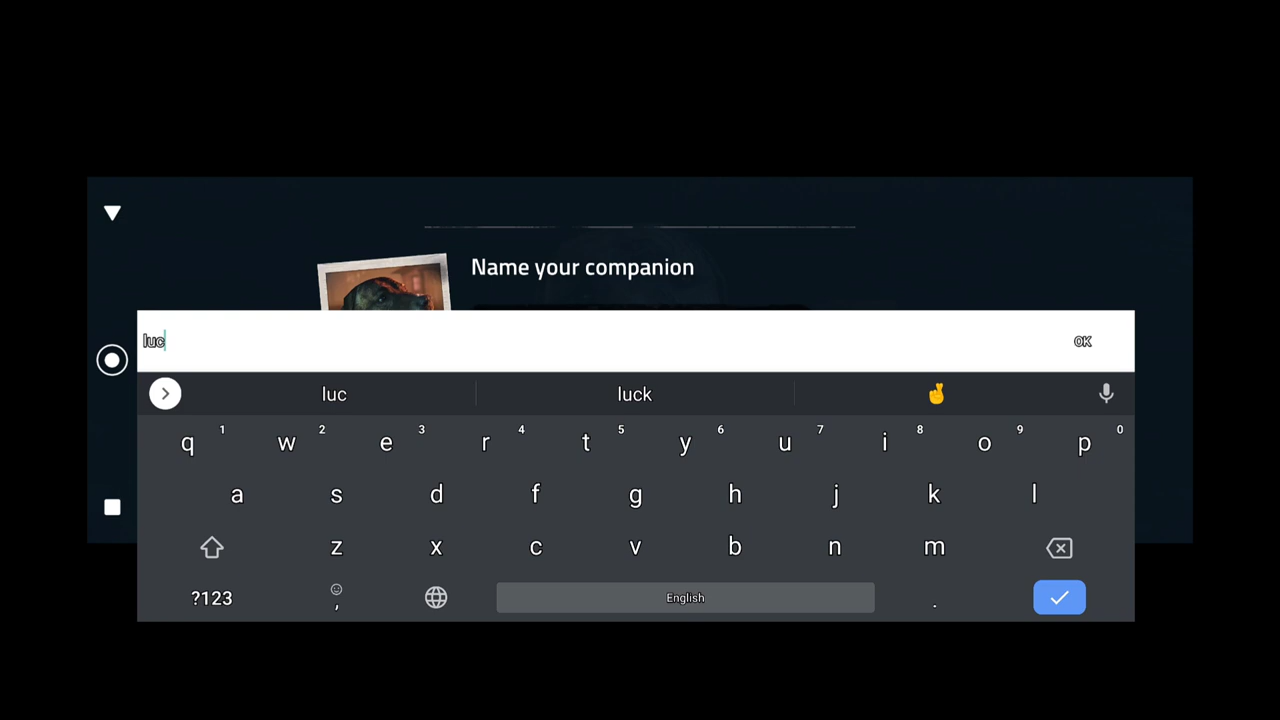 Name your companion
luc OK
luc luck 🤞
1 2 3 4 5 6 7 8 9 0
q w e r t y u i o p
a s d f g h j k l
z x c v b n m
?123 , English .